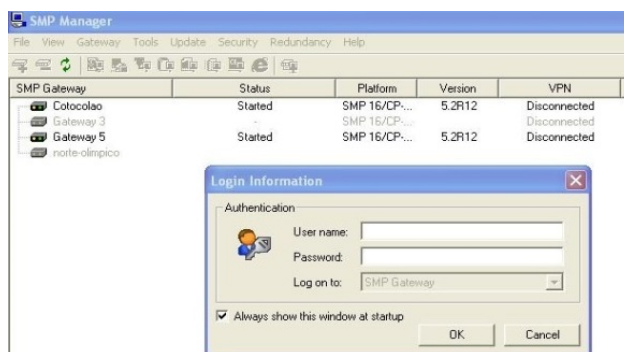 SMP Manager
File View Gateway Tools Update Security Redundancy Help
SMP Gateway Status Platform Version VPN
Cotocolao Started SMP 16/CP-... 5.2R12 Disconnected
Gateway 3 - SMP 16/CP-... Disconnected
Gateway 5 Started SMP 16/CP-... 5.2R12 Disconnected
norte-olimpico
Login Information
Authentication
User name:
Password:
Log on to: SMP Gateway
Always show this window at startup
OK Cancel